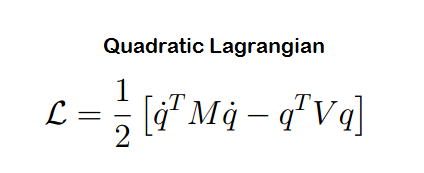 Quadratic Lagrangian
ℒ = 1/2 [q̇ᵀMq̇ − qᵀVq]